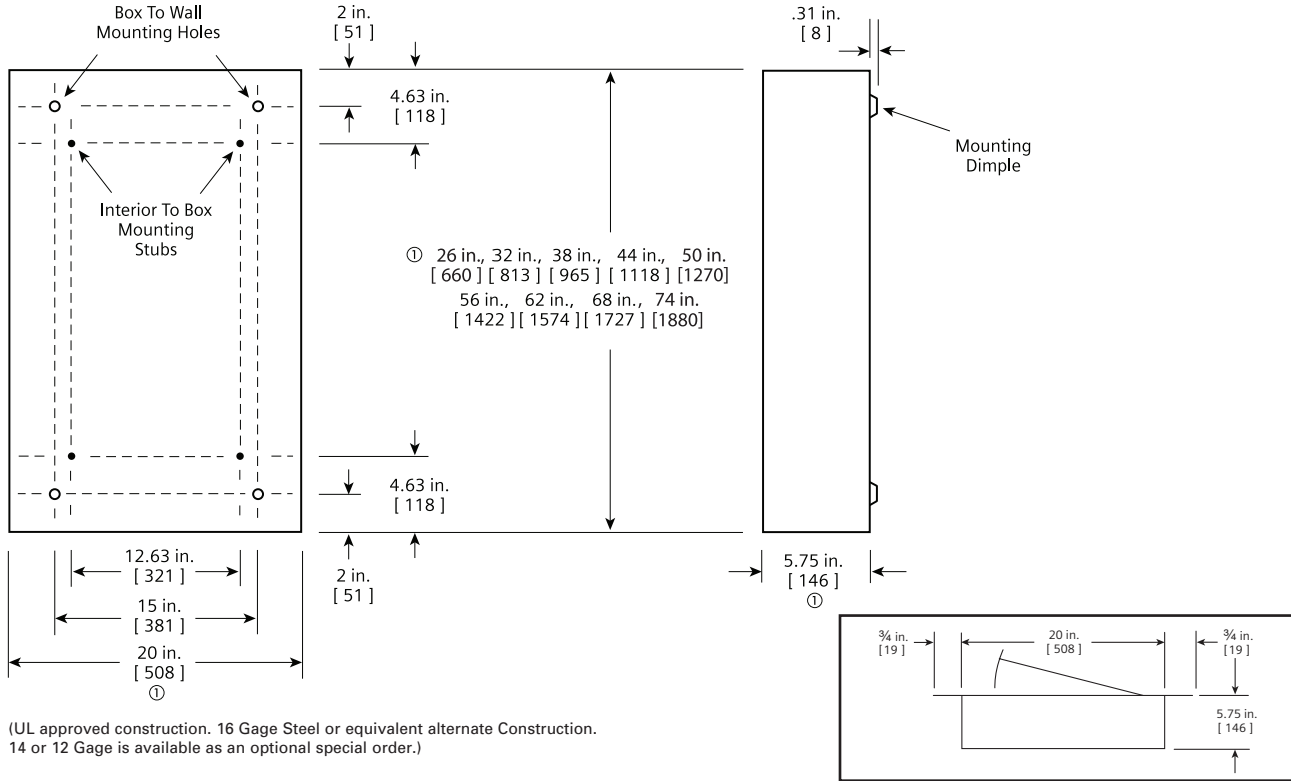 Box To Wall
Mounting Holes
2 in.
[ 51 ]
.31 in.
[ 8 ]
4.63 in.
[ 118 ]
Mounting
Dimple
Interior To Box
Mounting
Stubs
① 26 in., 32 in., 38 in., 44 in., 50 in.
[ 660 ] [ 813 ] [ 965 ] [ 1118 ] [1270]
56 in., 62 in., 68 in., 74 in.
[ 1422 ] [ 1574 ] [ 1727 ] [1880]
4.63 in.
[ 118 ]
12.63 in.
[ 321 ]
2 in.
[ 51 ]
5.75 in.
[ 146 ]
①
15 in.
[ 381 ]
20 in.
[ 508 ]
①
¾ in.
[19 ]
20 in.
[ 508 ]
¾ in.
[19 ]
5.75 in.
[ 146 ]
(UL approved construction. 16 Gage Steel or equivalent alternate Construction.
14 or 12 Gage is available as an optional special order.)